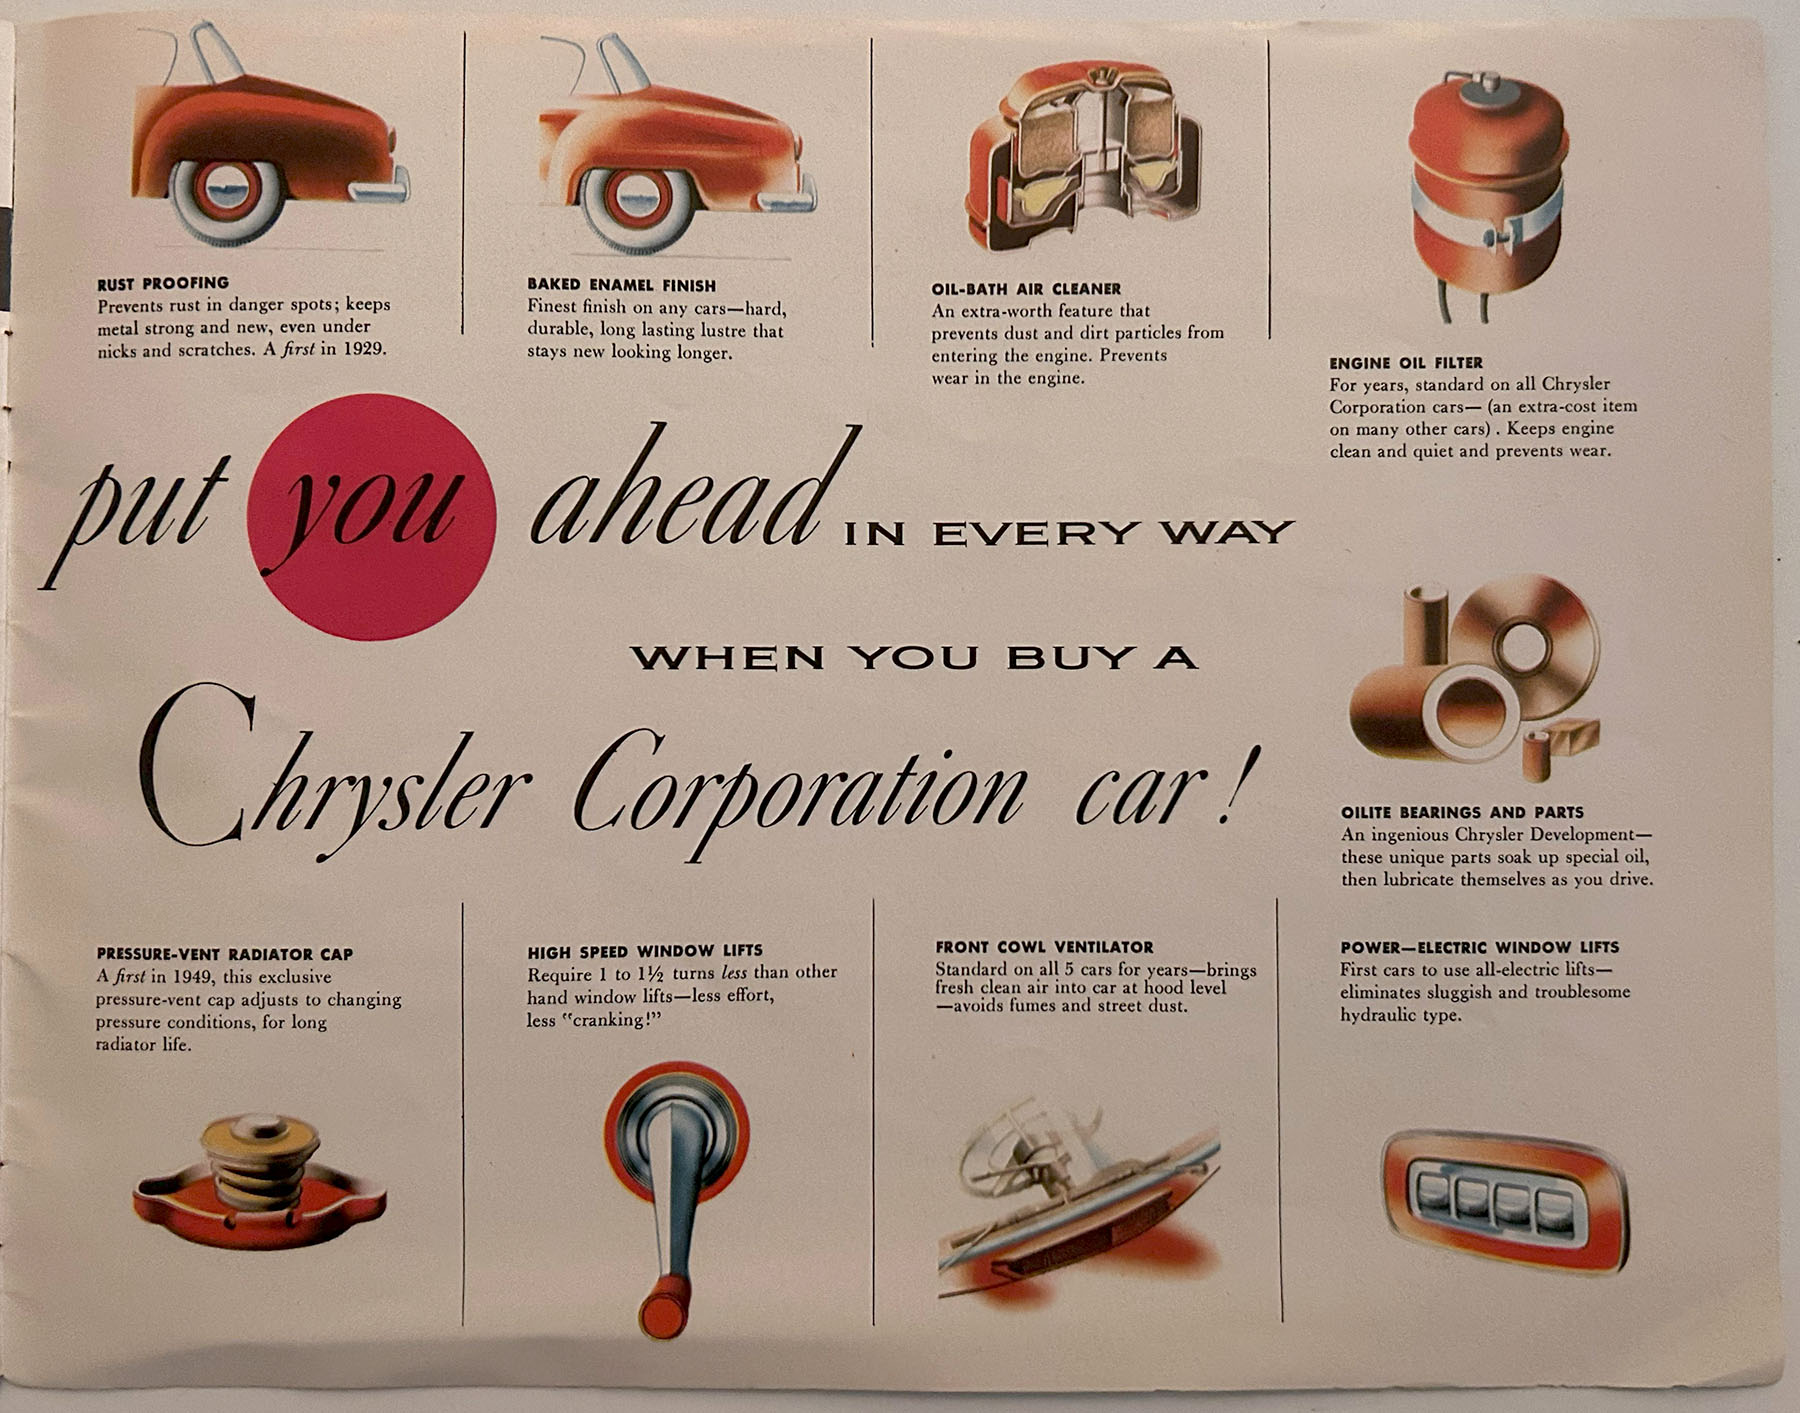 RUST PROOFING
Prevents rust in danger spots; keeps
metal strong and new, even under
nicks and scratches. A first in 1929.
BAKED ENAMEL FINISH
Finest finish on any cars—hard,
durable, long lasting lustre that
stays new looking longer.
OIL-BATH AIR CLEANER
An extra-worth feature that
prevents dust and dirt particles from
entering the engine. Prevents
wear in the engine.
ENGINE OIL FILTER
For years, standard on all Chrysler
Corporation cars— (an extra-cost item
on many other cars) . Keeps engine
clean and quiet and prevents wear.
put you ahead IN EVERY WAY
WHEN YOU BUY A
Chrysler Corporation car!
OILITE BEARINGS AND PARTS
An ingenious Chrysler Development—
these unique parts soak up special oil,
then lubricate themselves as you drive.
PRESSURE-VENT RADIATOR CAP
A first in 1949, this exclusive
pressure-vent cap adjusts to changing
pressure conditions, for long
radiator life.
HIGH SPEED WINDOW LIFTS
Require 1 to 1½ turns less than other
hand window lifts—less effort,
less “cranking!”
FRONT COWL VENTILATOR
Standard on all 5 cars for years—brings
fresh clean air into car at hood level
—avoids fumes and street dust.
POWER—ELECTRIC WINDOW LIFTS
First cars to use all-electric lifts—
eliminates sluggish and troublesome
hydraulic type.